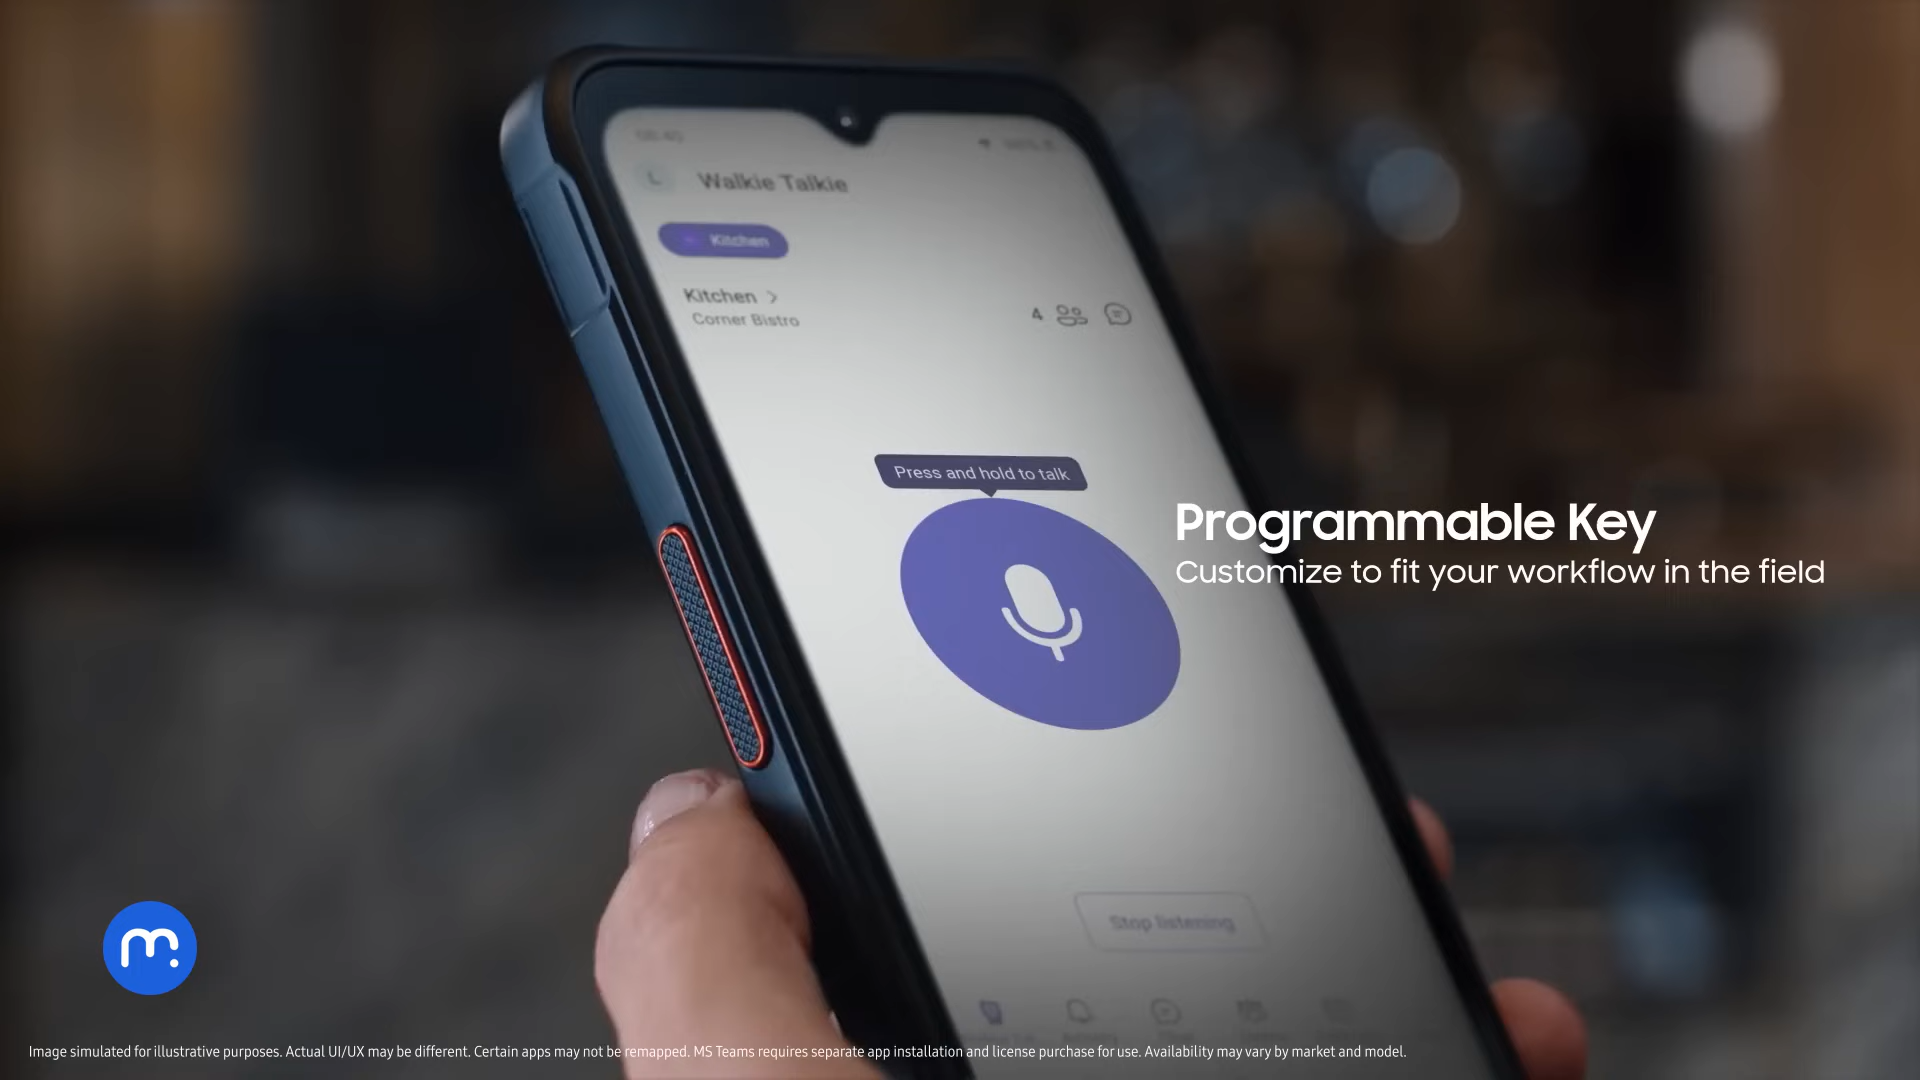 08:40
L
Walkie Talkie
Kitchen
Kitchen >
Corner Bistro
4
Press and hold to talk
Programmable Key
Customize to fit your workflow in the field
Stop listening
m.
Image simulated for illustrative purposes. Actual UI/UX may be different. Certain apps may not be remapped. MS Teams requires separate app installation and license purchase for use. Availability may vary by market and model.